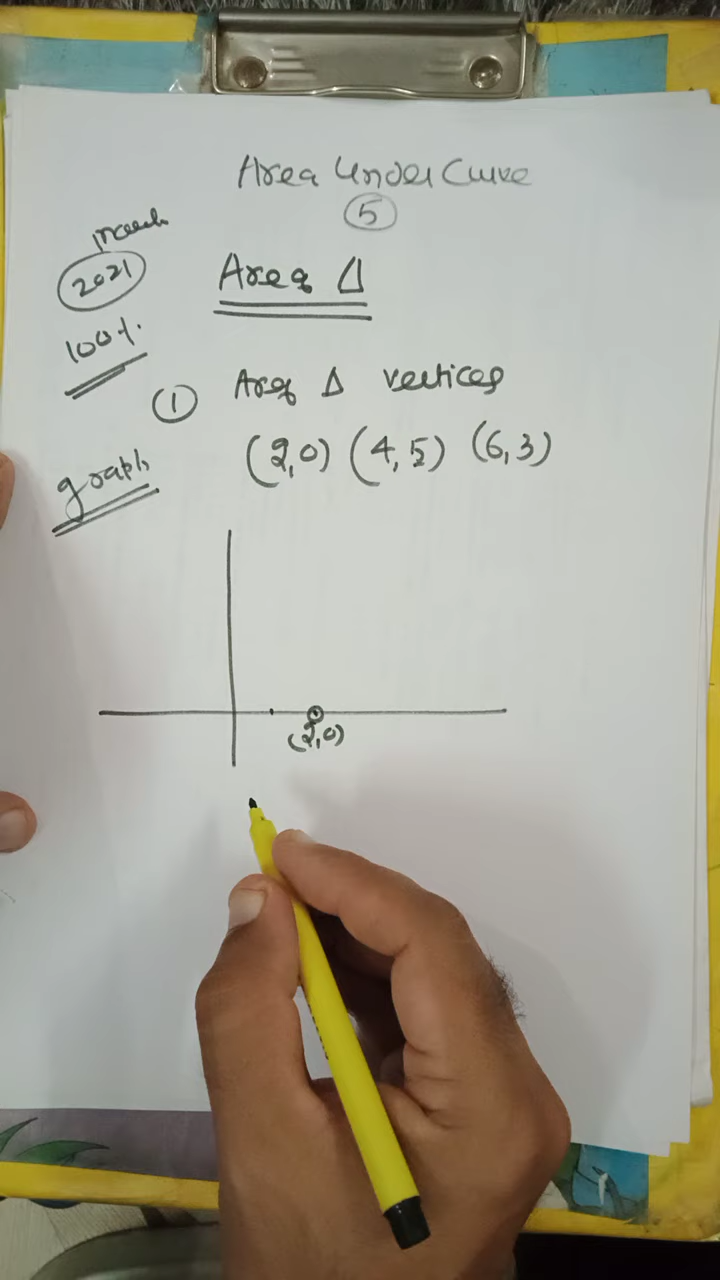 Area Under Curve
5
March
2021
Area Δ
100%
① Area Δ vertices
(2,0) (4,5) (6,3)
graph
(2,0)